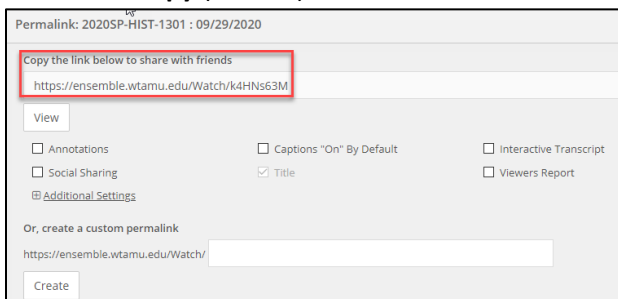 Permalink: 2020SP-HIST-1301 : 09/29/2020
Copy the link below to share with friends
https://ensemble.wtamu.edu/Watch/k4HNs63M
View
Annotations Captions "On" By Default Interactive Transcript
Social Sharing Title Viewers Report
Additional Settings
Or, create a custom permalink
https://ensemble.wtamu.edu/Watch/
Create